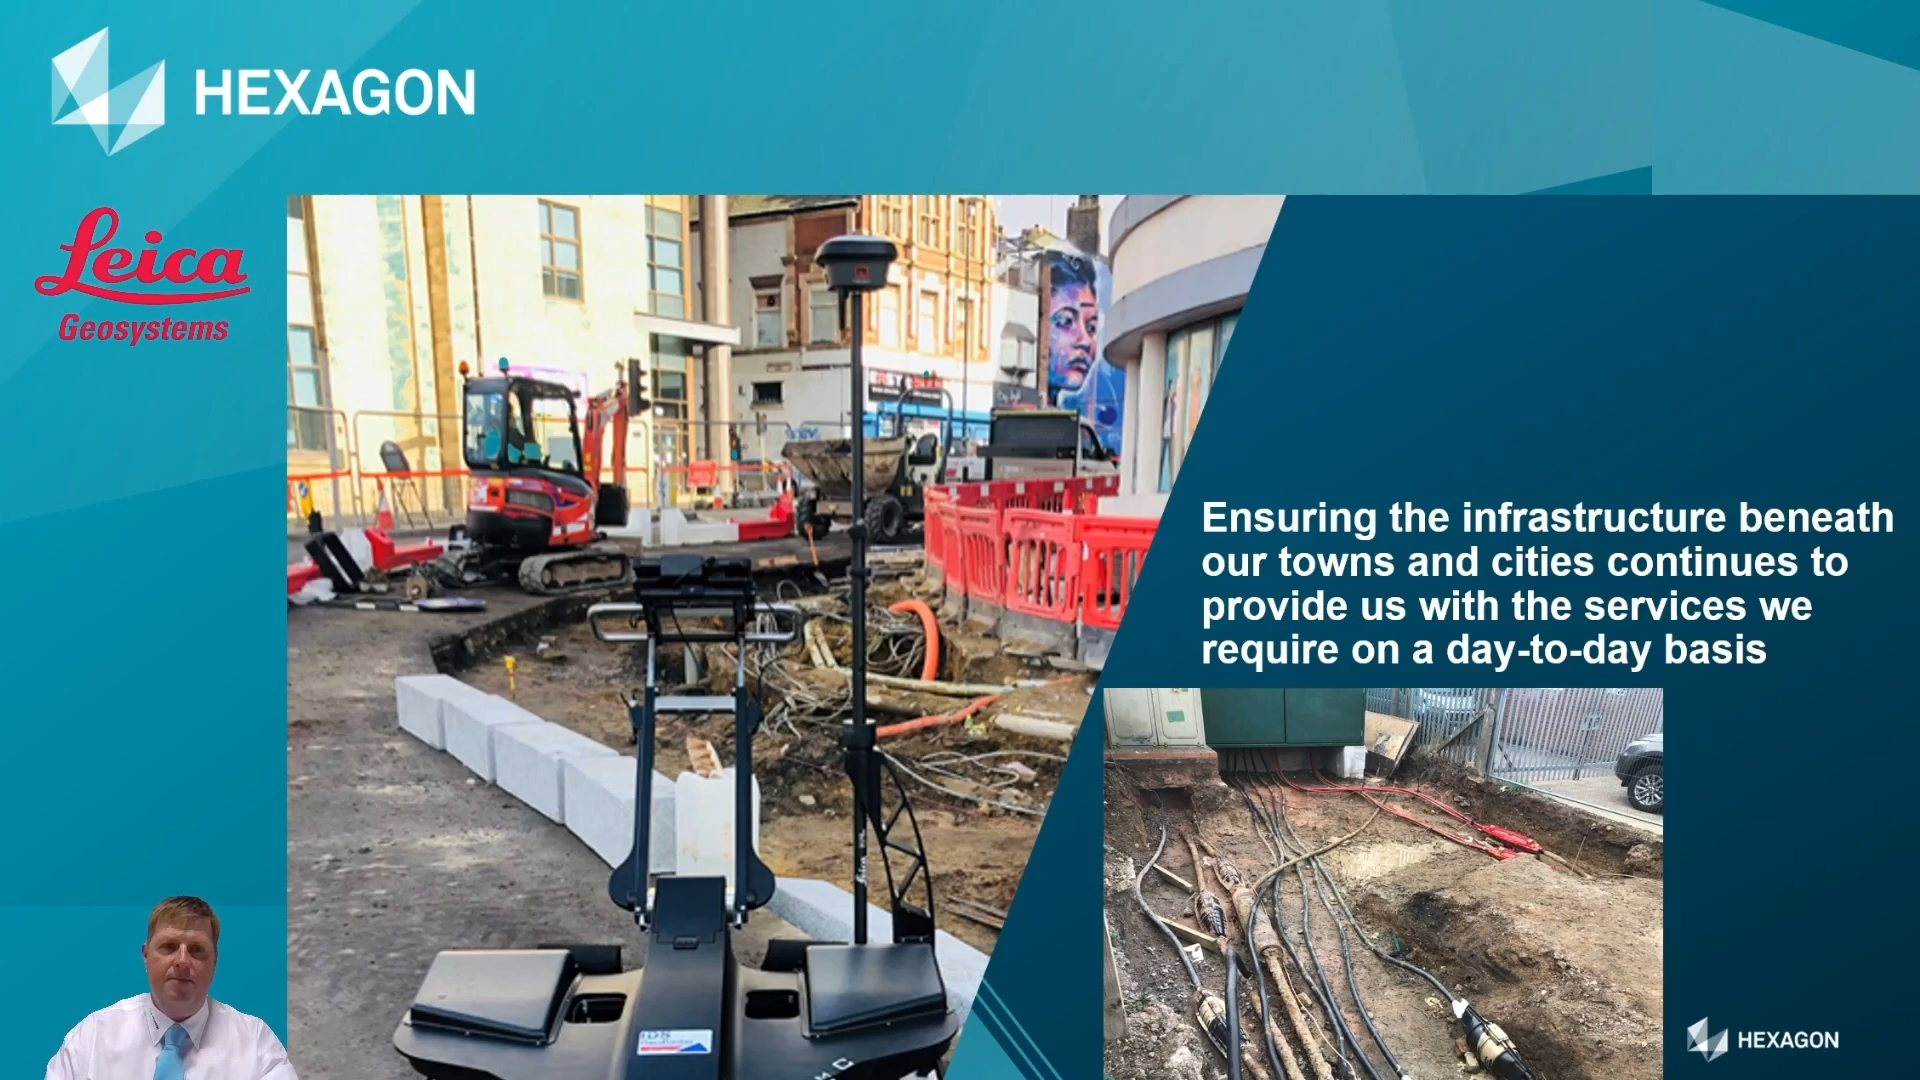 HEXAGON
Leica
Geosystems
Ensuring the infrastructure beneath
our towns and cities continues to
provide us with the services we
require on a day-to-day basis
HEXAGON